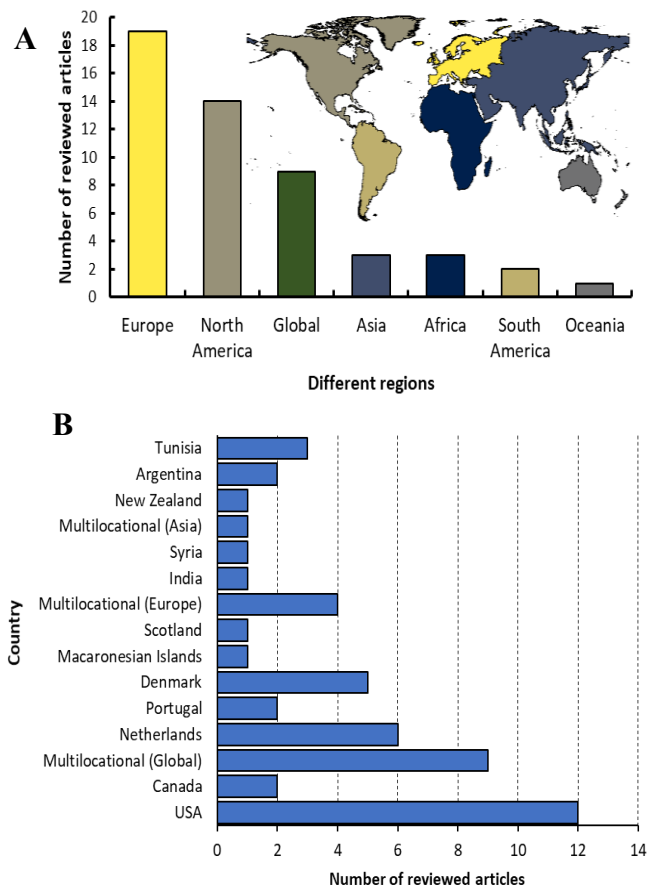 A
Number of reviewed articles
20
18
16
14
12
10
8
6
4
2
0
Europe
North America
Global
Asia
Africa
South America
Oceania
Different regions
B
Country
Tunisia
Argentina
New Zealand
Multilocational (Asia)
Syria
India
Multilocational (Europe)
Scotland
Macaronesian Islands
Denmark
Portugal
Netherlands
Multilocational (Global)
Canada
USA
0 2 4 6 8 10 12 14
Number of reviewed articles